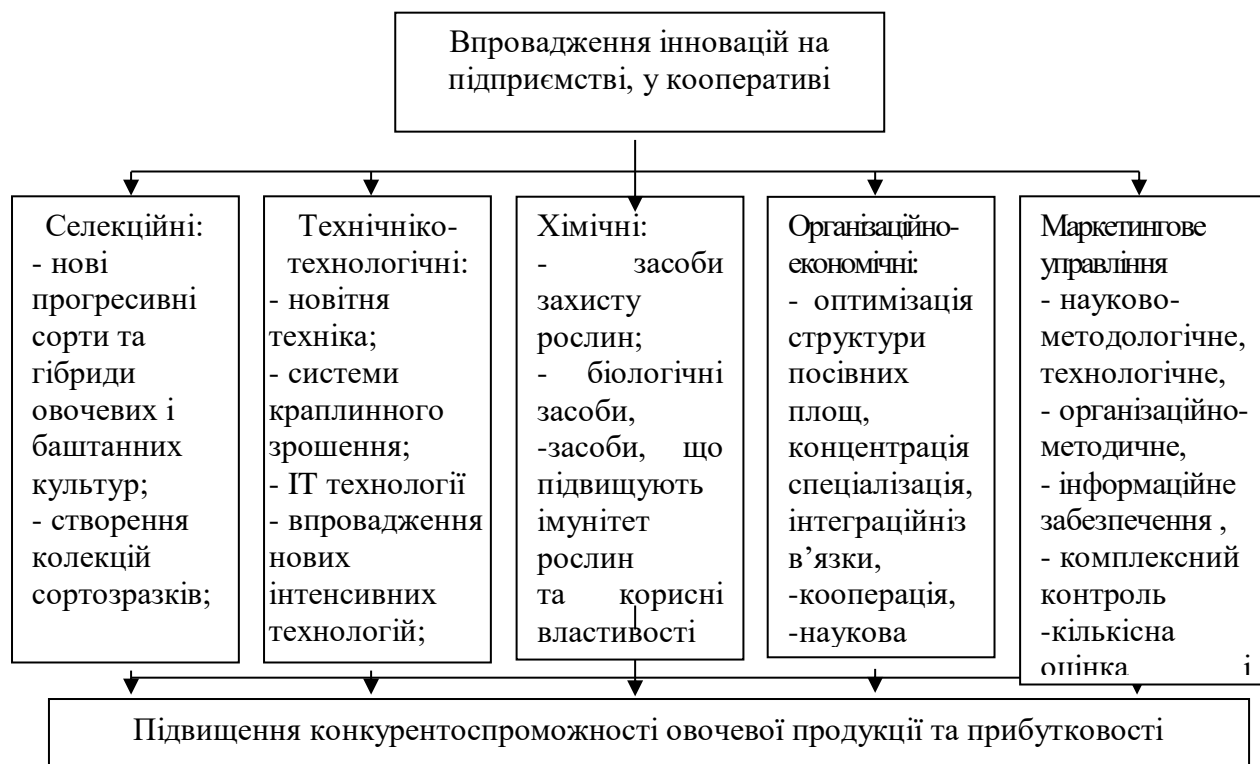 Впровадження інновацій на
підприємстві, у кооперативі
Селекційні:
- нові
прогресивні
сорти та
гібриди
овочевих і
баштанних
культур;
- створення
колекцій
сортозразків;
Технічніко-
технологічні:
- новітня
техніка;
- системи
краплинного
зрошення;
- ІТ технології
- впровадження
нових
інтенсивних
технологій;
Хімічні:
- засоби
захисту
рослин;
- біологічні
засоби,
-засоби, що
підвищують
імунітет
рослин
та корисні
властивості
Організаційно-
економічні:
- оптимізація
структури
посівних
площ,
концентрація
спеціалізація,
інтеграційніз
в’язки,
-кооперація,
-наукова
Маркетингове
управління
- науково-
методологічне,
технологічне,
- організаційно-
методичне,
- інформаційне
забезпечення ,
- комплексний
контроль
-кількісна
оцінка і
Підвищення конкурентоспроможності овочевої продукції та прибутковості